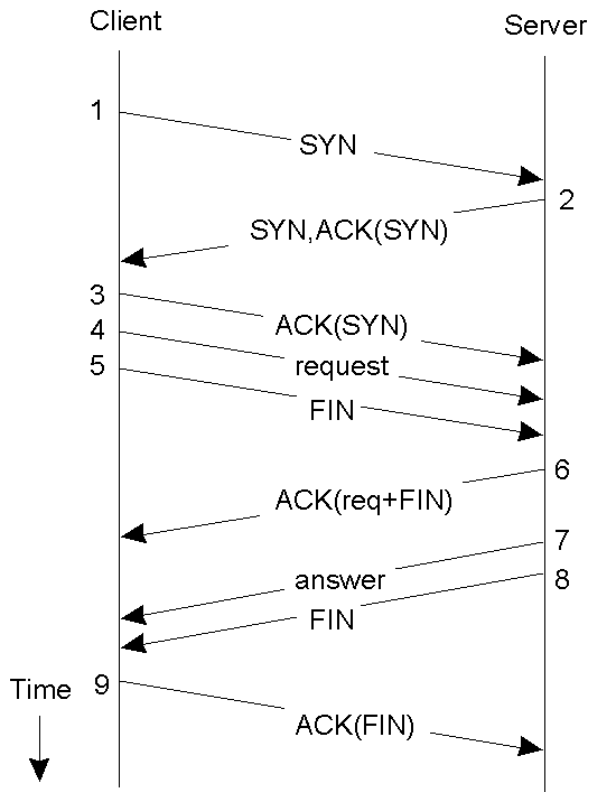 Client
Server
1
SYN
2
SYN,ACK(SYN)
3
ACK(SYN)
4
request
5
FIN
6
ACK(req+FIN)
7
answer
8
FIN
Time
9
ACK(FIN)